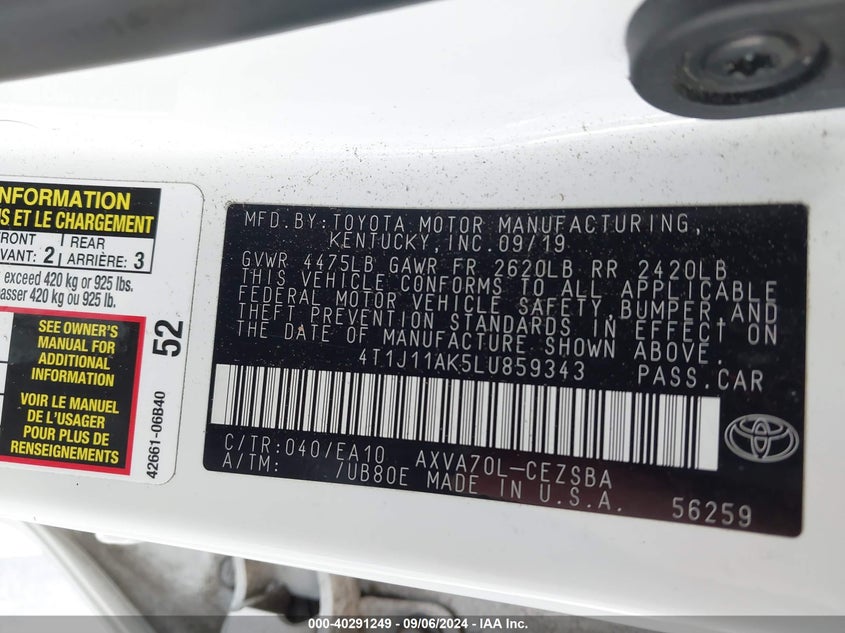 INFORMATION
US ET LE CHARGEMENT
FRONT
AVANT: 2
REAR
ARRIÈRE: 3
exceed 420 kg or 925 lbs.
passer 420 kg ou 925 lb.
SEE OWNER'S
MANUAL FOR
ADDITIONAL
INFORMATION
VOIR LE MANUEL
DE L'USAGER
POUR PLUS DE
RENSEIGNEMENTS
52
42661-06B40
MFD.BY:TOYOTA MOTOR MANUFACTURING,
KENTUCKY, INC.09/19
GVWR 4475LB GAWR FR 2620LB RR 2420LB
THIS VEHICLE CONFORMS TO ALL APPLICABLE
FEDERAL MOTOR VEHICLE SAFETY,BUMPER,AND
THEFT PREVENTION STANDARDS IN EFFECT ON
THE DATE OF MANUFACTURE SHOWN ABOVE.
4T1J11AK5LU859343 PASS.CAR
C/TR:040/EA10 AXVA70L-CEZSBA
A/TM: /UB80E MADE IN U.S.A.
56259
000-40291249 - 09/06/2024 - IAA Inc.